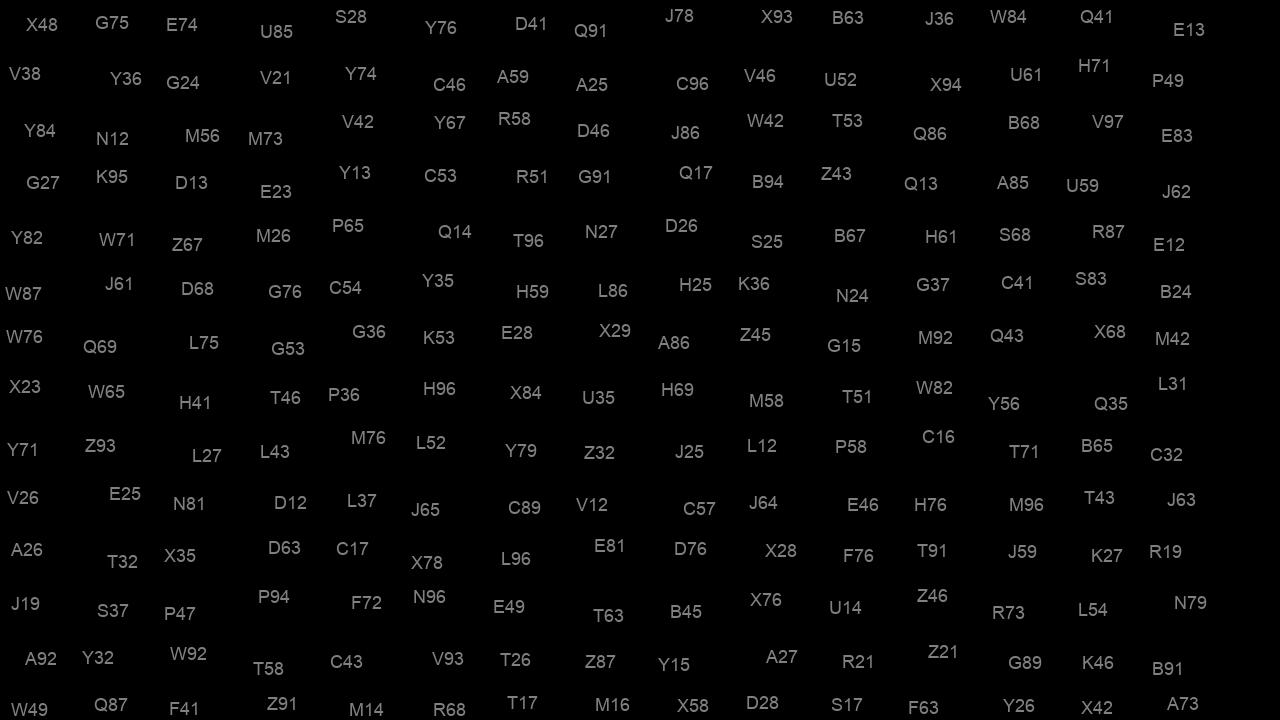 X48 G75 E74 U85 S28 Y76 D41 Q91 J78 X93 B63 J36 W84 Q41 E13
V38 Y36 G24 V21 Y74 C46 A59 A25 C96 V46 U52 X94 U61 H71 P49
Y84 N12 M56 M73 V42 Y67 R58 D46 J86 W42 T53 Q86 B68 V97 E83
G27 K95 D13 E23 Y13 C53 R51 G91 Q17 B94 Z43 Q13 A85 U59 J62
Y82 W71 Z67 M26 P65 Q14 T96 N27 D26 S25 B67 H61 S68 R87 E12
W87 J61 D68 G76 C54 Y35 H59 L86 H25 K36 N24 G37 C41 S83 B24
W76 Q69 L75 G53 G36 K53 E28 X29 A86 Z45 G15 M92 Q43 X68 M42
X23 W65 H41 T46 P36 H96 X84 U35 H69 M58 T51 W82 Y56 Q35 L31
Y71 Z93 L27 L43 M76 L52 Y79 Z32 J25 L12 P58 C16 T71 B65 C32
V26 E25 N81 D12 L37 J65 C89 V12 C57 J64 E46 H76 M96 T43 J63
A26 T32 X35 D63 C17 X78 L96 E81 D76 X28 F76 T91 J59 K27 R19
J19 S37 P47 P94 F72 N96 E49 T63 B45 X76 U14 Z46 R73 L54 N79
A92 Y32 W92 T58 C43 V93 T26 Z87 Y15 A27 R21 Z21 G89 K46 B91
W49 Q87 F41 Z91 M14 R68 T17 M16 X58 D28 S17 F63 Y26 X42 A73